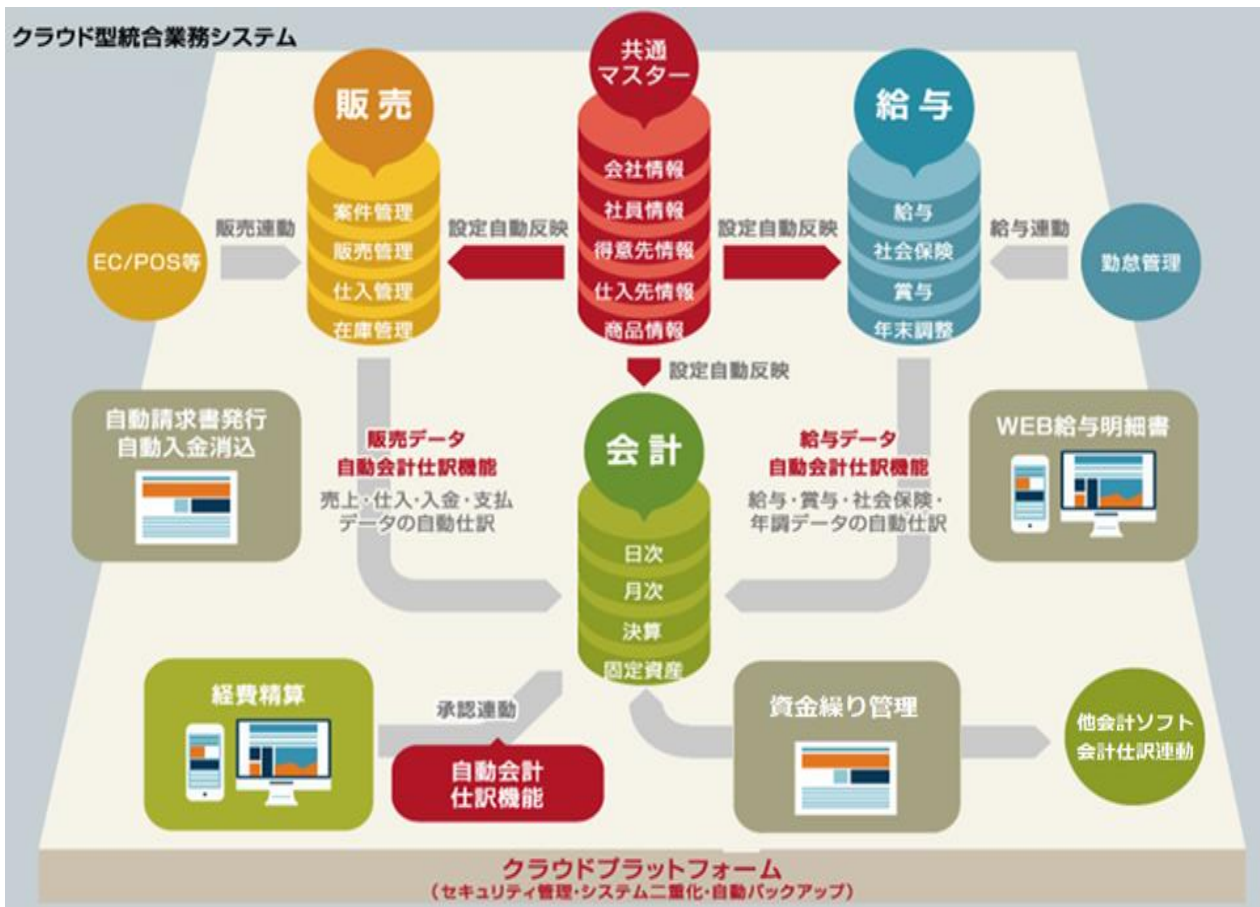 クラウド型統合業務システム
共通
マスター
会社情報
社員情報
得意先情報
仕入先情報
商品情報
販売
案件管理
販売管理
仕入管理
在庫管理
給与
給与
社会保険
賞与
年末調整
EC/POS等
販売連動
設定自動反映
設定自動反映
給与連動
勤怠管理
設定自動反映
自動請求書発行
自動入金消込
販売データ
自動会計仕訳機能
売上・仕入・入金・支払
データの自動仕訳
会計
日次
月次
決算
固定資産
給与データ
自動会計仕訳機能
給与・賞与・社会保険・
年調データの自動仕訳
WEB給与明細書
経費精算
承認連動
自動会計
仕訳機能
資金繰り管理
他会計ソフト
会計仕訳連動
クラウドプラットフォーム
（セキュリティ管理・システム二重化・自動バックアップ）